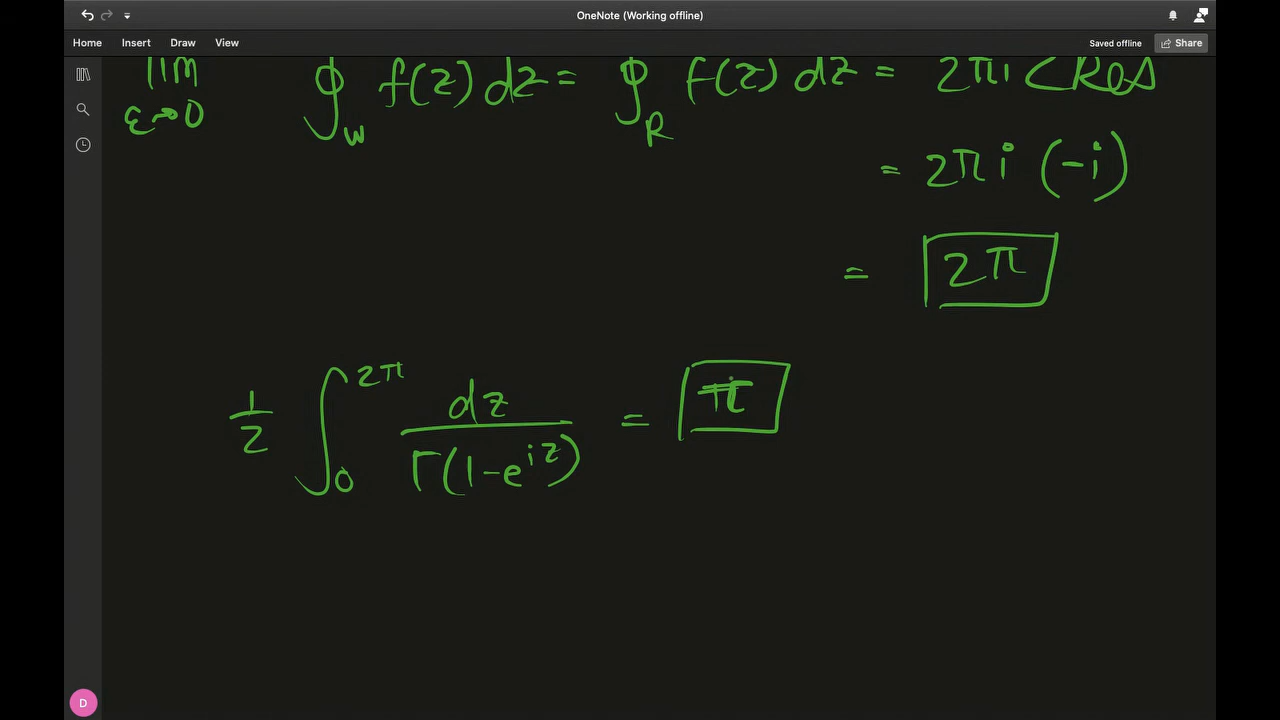 OneNote (Working offline)
Home Insert Draw View
Saved offline Share
lim ε→0 ∮_W f(z) dz = ∮_R f(z) dz = 2πi
= 2πi (-i)
= 2π
1/2 ∫_0^{2π} dz / Γ(1-e^{iz}) = π
D